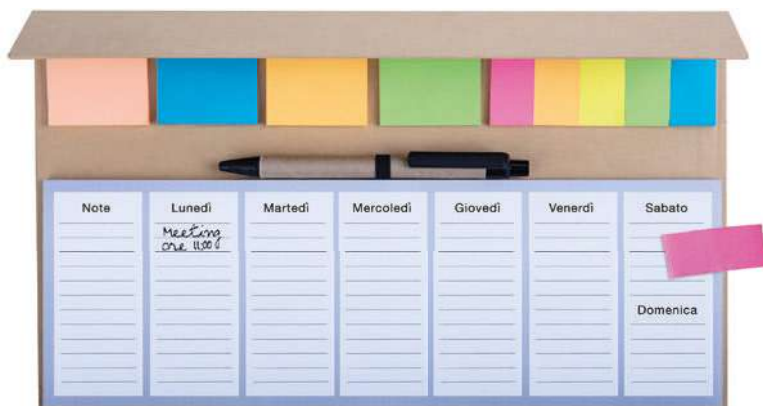 Note
Lunedì
Meeting
ore 11:00
Martedì
Mercoledì
Giovedì
Venerdì
Sabato
Domenica